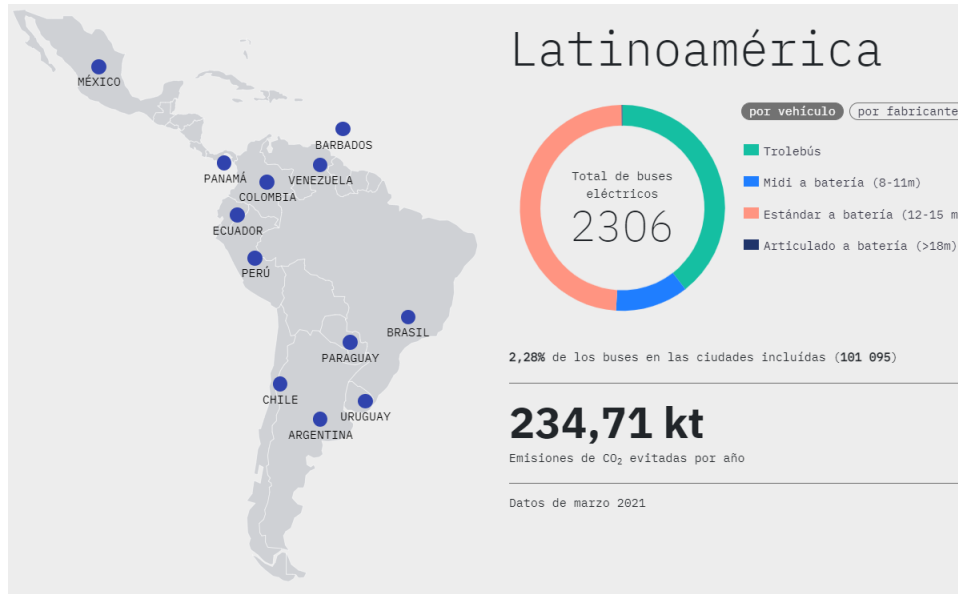 Latinoamérica
MÉXICO
BARBADOS
PANAMÁ
VENEZUELA
COLOMBIA
ECUADOR
PERÚ
BRASIL
PARAGUAY
CHILE
URUGUAY
ARGENTINA
por vehículo
por fabricante
Total de buses
eléctricos
2306
Trolebús
Midi a batería (8-11m)
Estándar a batería (12-15 m
Artículado a batería (>18m)
2,28% de los buses en las ciudades incluídas (101 095)
234,71 kt
Emisiones de CO₂ evitadas por año
Datos de marzo 2021